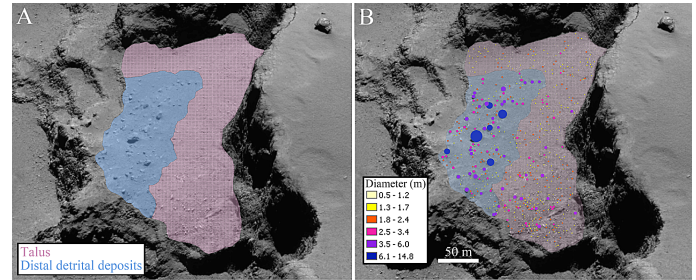 A
Talus
Distal detrital deposits
B
Diameter (m)
0.5 - 1.2
1.3 - 1.7
1.8 - 2.4
2.5 - 3.4
3.5 - 6.0
6.1 - 14.8
50 m